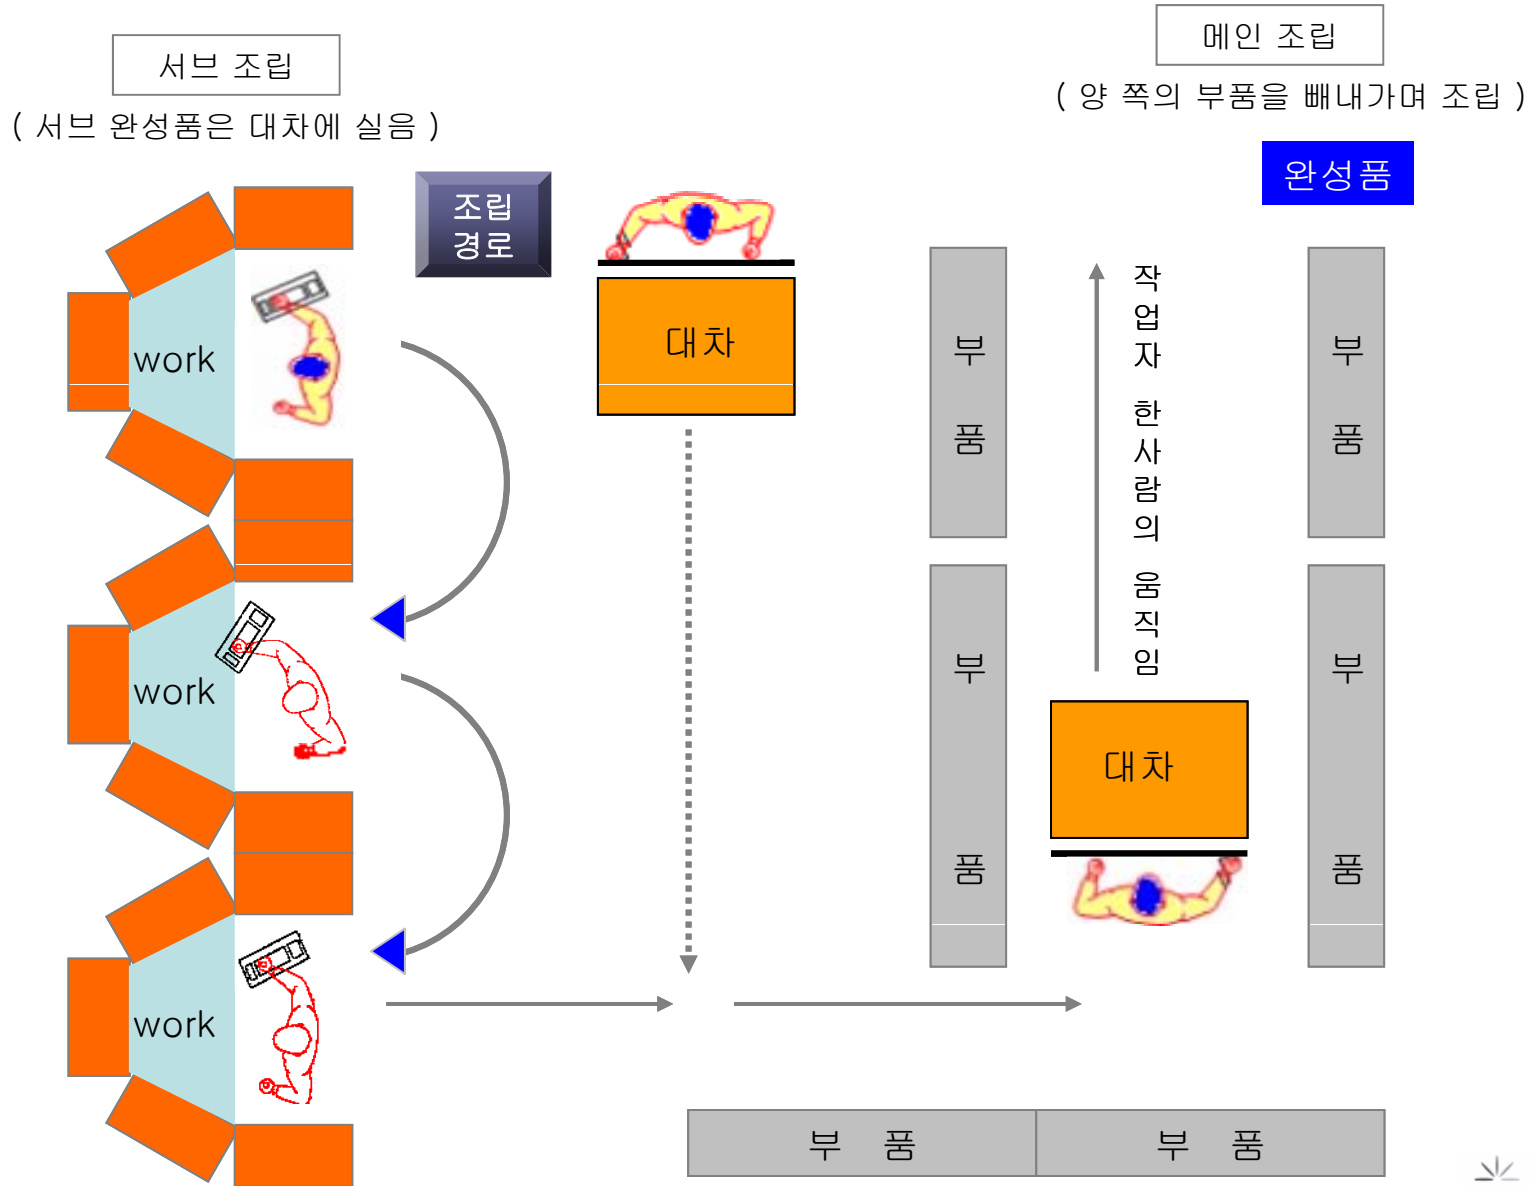 서브 조립
( 서브 완성품은 대차에 실음 )
메인 조립
( 양 쪽의 부품을 빼내가며 조립 )
완성품
조립
경로
대차
work
work
work
부품
부품
작업자 한사람의 움직임
부품
부품
대차
부 품
부 품